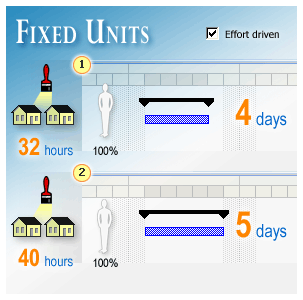 FIXED UNITS
Effort driven
1
4 days
32 hours
100%
2
5 days
40 hours
100%